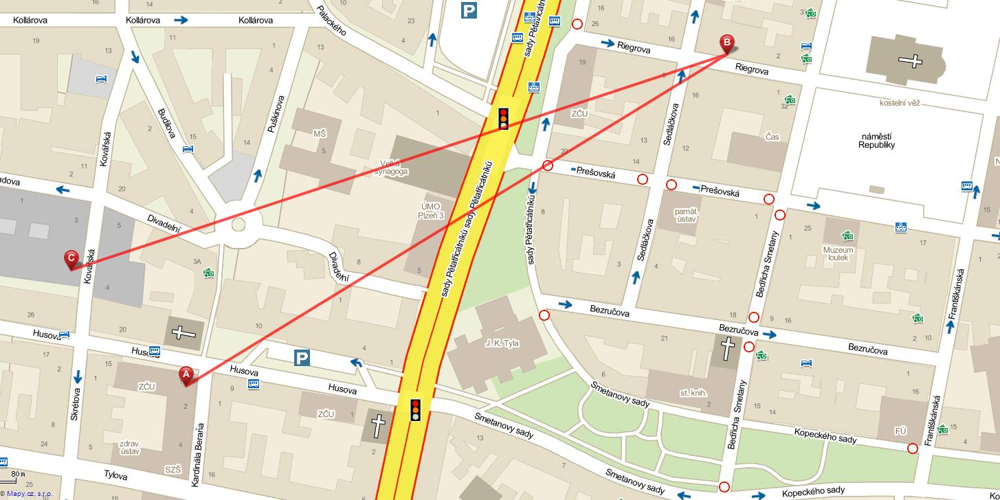 Kollárova
Kollárova
Kollárova
Palackého
sady Pětatřicátníků
P
Riegrova
Riegrova
B
kostelní věž
náměstí
Republiky
Budilova
Puškinova
Kovářská
MŠ
ZČU
Sedláčkova
Čas
Velká
synagoga
Divadelní
ÚMO
Plzeň 3
sady Pětatřicátníků
sady Pětatřicátníků
sady Pětatřicátníků
Prešovská
Prešovská
památ.
ústav
Sedláčkova
Bedřicha Smetany
Muzeum
loutek
Františkánská
C
Kovářská
Divadelní
3A
Bezručova
Bezručova
Bezručova
Husova
Husova
Husova
Husova
P
J. K. Tyla
A
ZČU
ZČU
Skrétova
zdrav.
ústav
SZŠ
Kardinála Berana
Tylova
Smetanovy sady
Smetanovy sady
Smetanovy sady
st. knih.
Bedřicha Smetany
Kopeckého sady
Kopeckého sady
FÚ
Františkánská
80 m
© Mapy.cz, s.r.o.